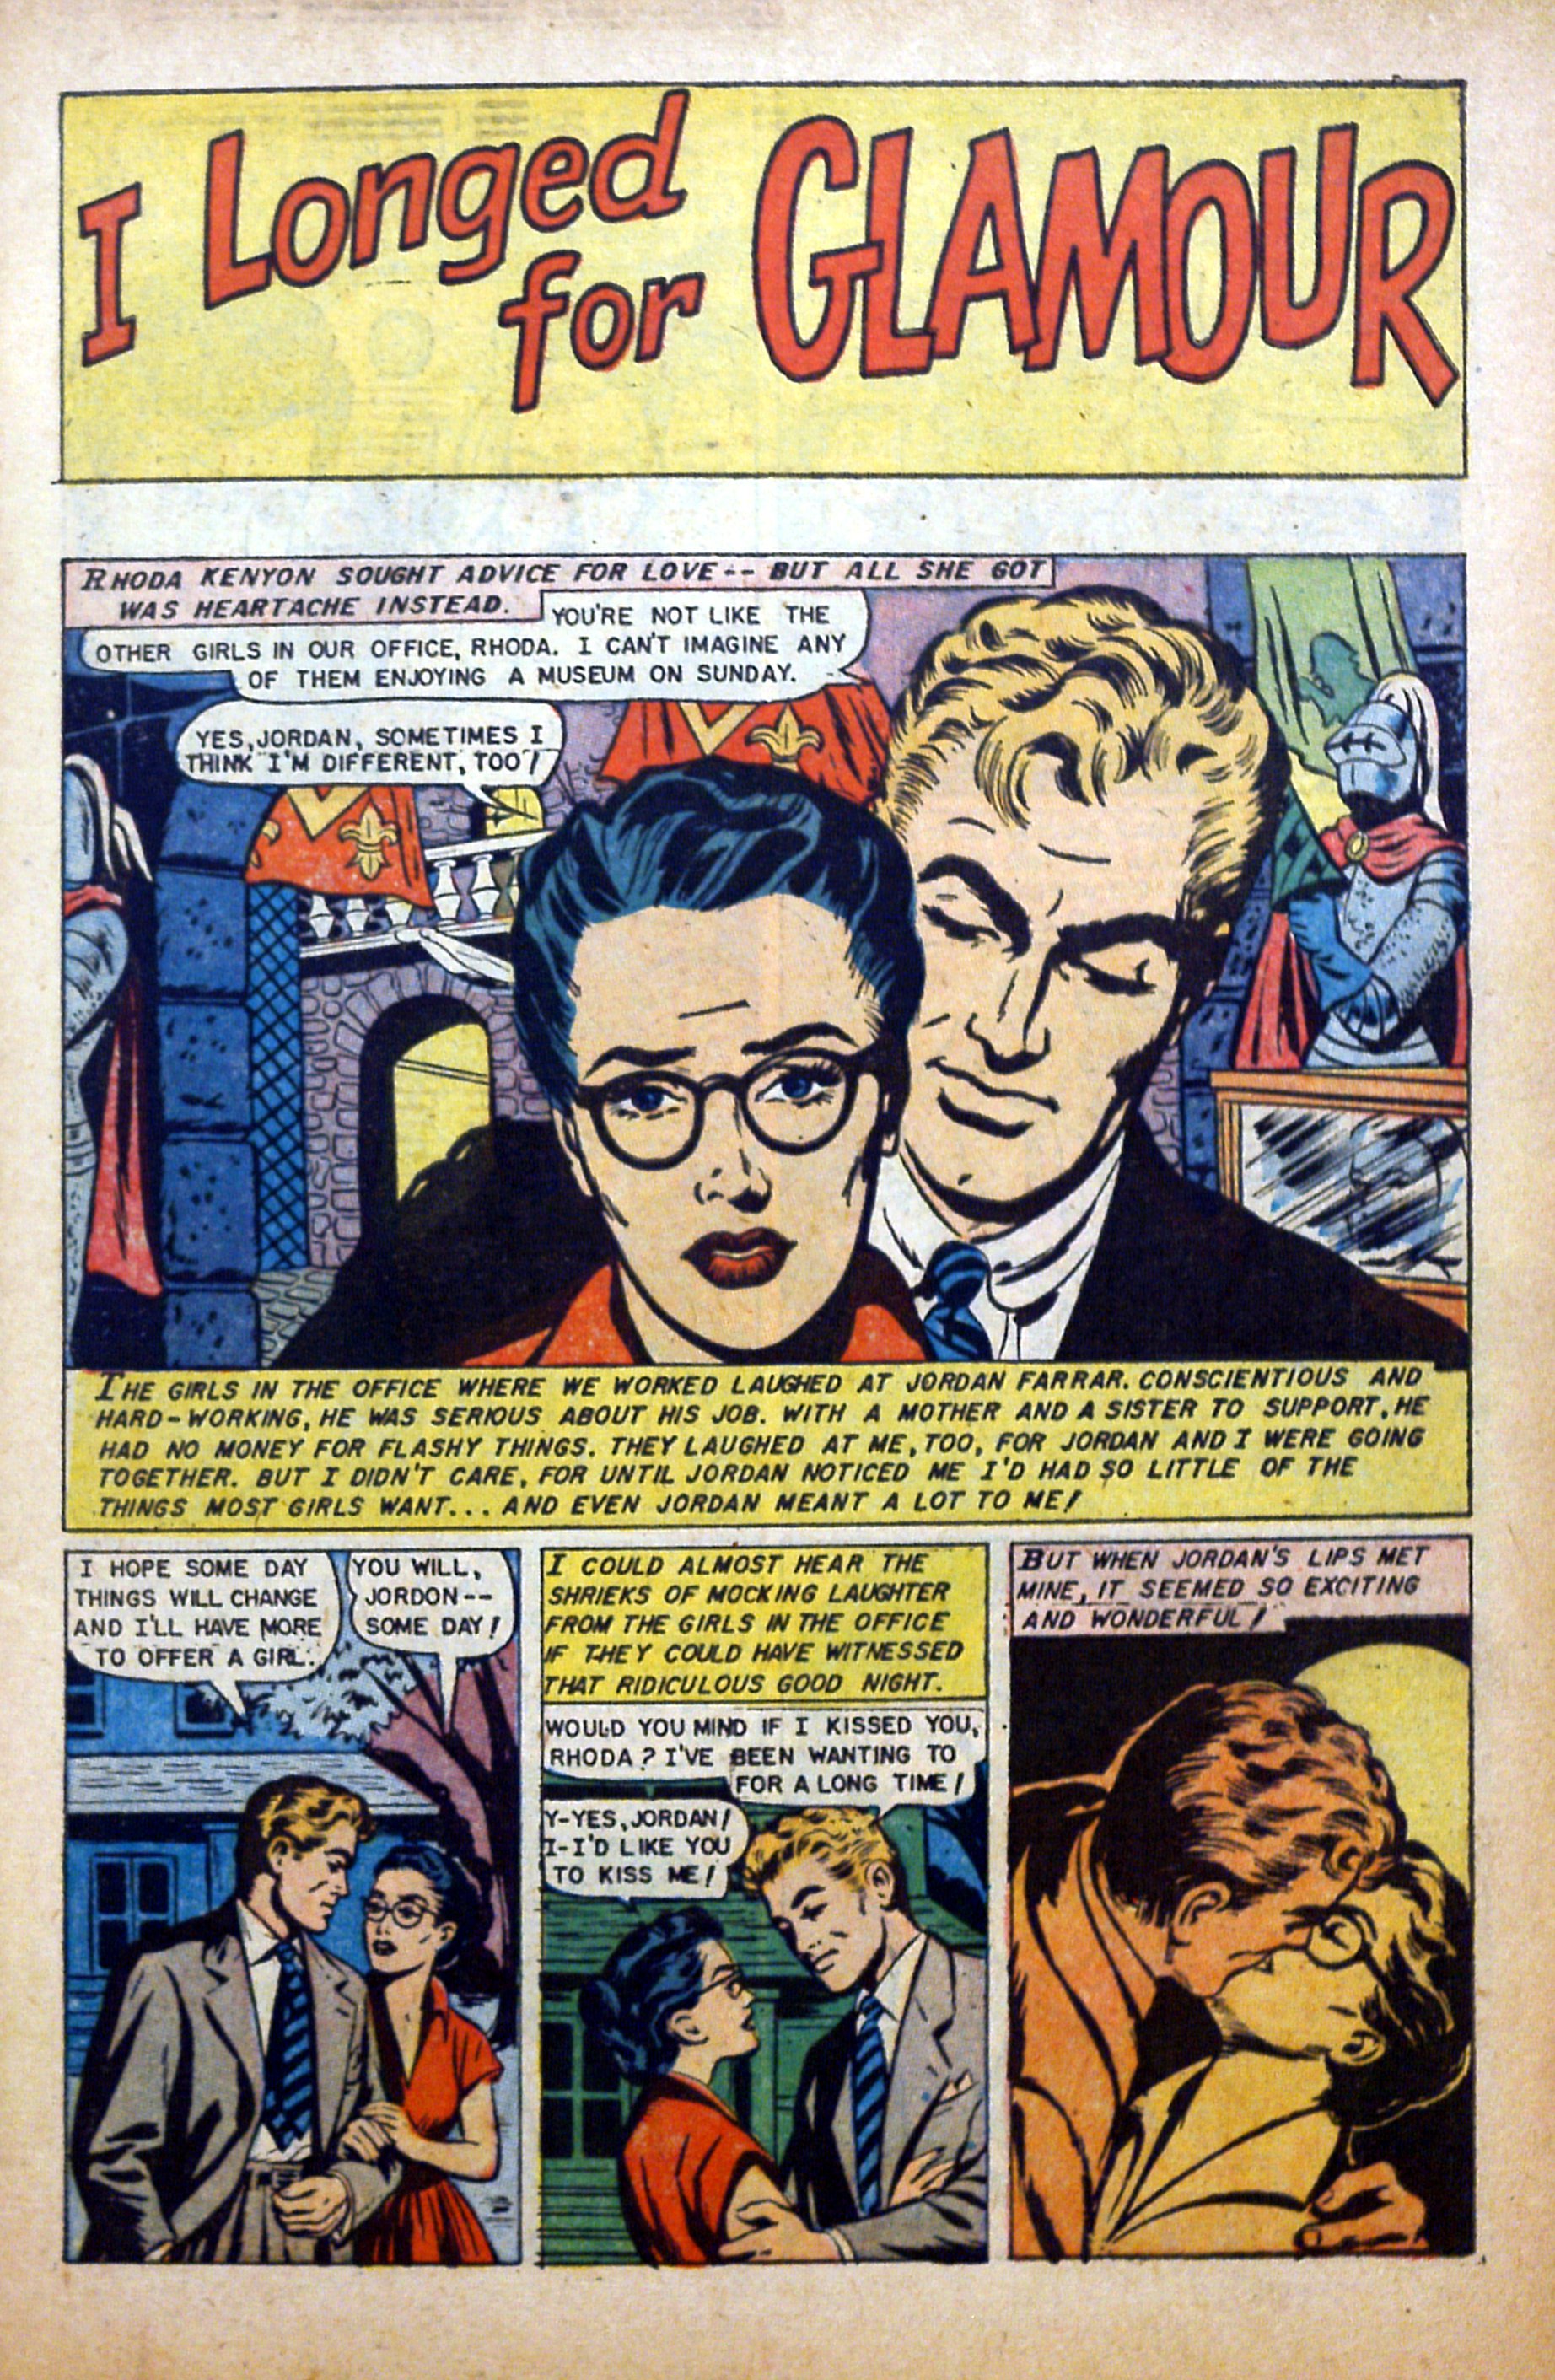 I Longed
for GLAMOUR
RHODA KENYON SOUGHT ADVICE FOR LOVE-- BUT ALL SHE GOT
WAS HEARTACHE INSTEAD.
YOU'RE NOT LIKE THE
OTHER GIRLS IN OUR OFFICE, RHODA. I CAN'T IMAGINE ANY
OF THEM ENJOYING A MUSEUM ON SUNDAY.
YES, JORDAN, SOMETIMES I
THINK I'M DIFFERENT, TOO!
THE GIRLS IN THE OFFICE WHERE WE WORKED LAUGHED AT JORDAN FARRAR. CONSCIENTIOUS AND
HARD-WORKING, HE WAS SERIOUS ABOUT HIS JOB. WITH A MOTHER AND A SISTER TO SUPPORT, HE
HAD NO MONEY FOR FLASHY THINGS. THEY LAUGHED AT ME, TOO, FOR JORDAN AND I WERE GOING
TOGETHER. BUT I DIDN'T CARE, FOR UNTIL JORDAN NOTICED ME I'D HAD SO LITTLE OF THE
THINGS MOST GIRLS WANT... AND EVEN JORDAN MEANT A LOT TO ME!
I HOPE SOME DAY
THINGS WILL CHANGE
AND I'LL HAVE MORE
TO OFFER A GIRL.
YOU WILL,
JORDON--
SOME DAY!
I COULD ALMOST HEAR THE
SHRIEKS OF MOCKING LAUGHTER
FROM THE GIRLS IN THE OFFICE
IF THEY COULD HAVE WITNESSED
THAT RIDICULOUS GOOD NIGHT.
WOULD YOU MIND IF I KISSED YOU,
RHODA? I'VE BEEN WANTING TO
FOR A LONG TIME!
Y-YES, JORDAN!
I-I'D LIKE YOU
TO KISS ME!
BUT WHEN JORDAN'S LIPS MET
MINE, IT SEEMED SO EXCITING
AND WONDERFUL!